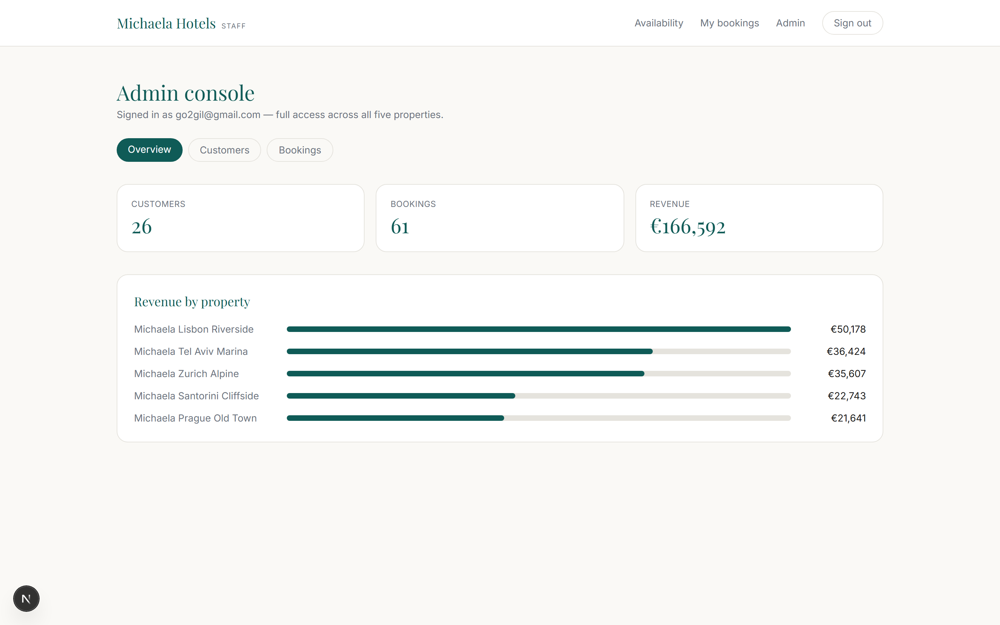 Michaela Hotels STAFF
Availability
My bookings
Admin
Sign out
Admin console
Signed in as go2gil@gmail.com — full access across all five properties.
Overview
Customers
Bookings
CUSTOMERS
26
BOOKINGS
61
REVENUE
€166,592
Revenue by property
Michaela Lisbon Riverside €50,178
Michaela Tel Aviv Marina €36,424
Michaela Zurich Alpine €35,607
Michaela Santorini Cliffside €22,743
Michaela Prague Old Town €21,641
N